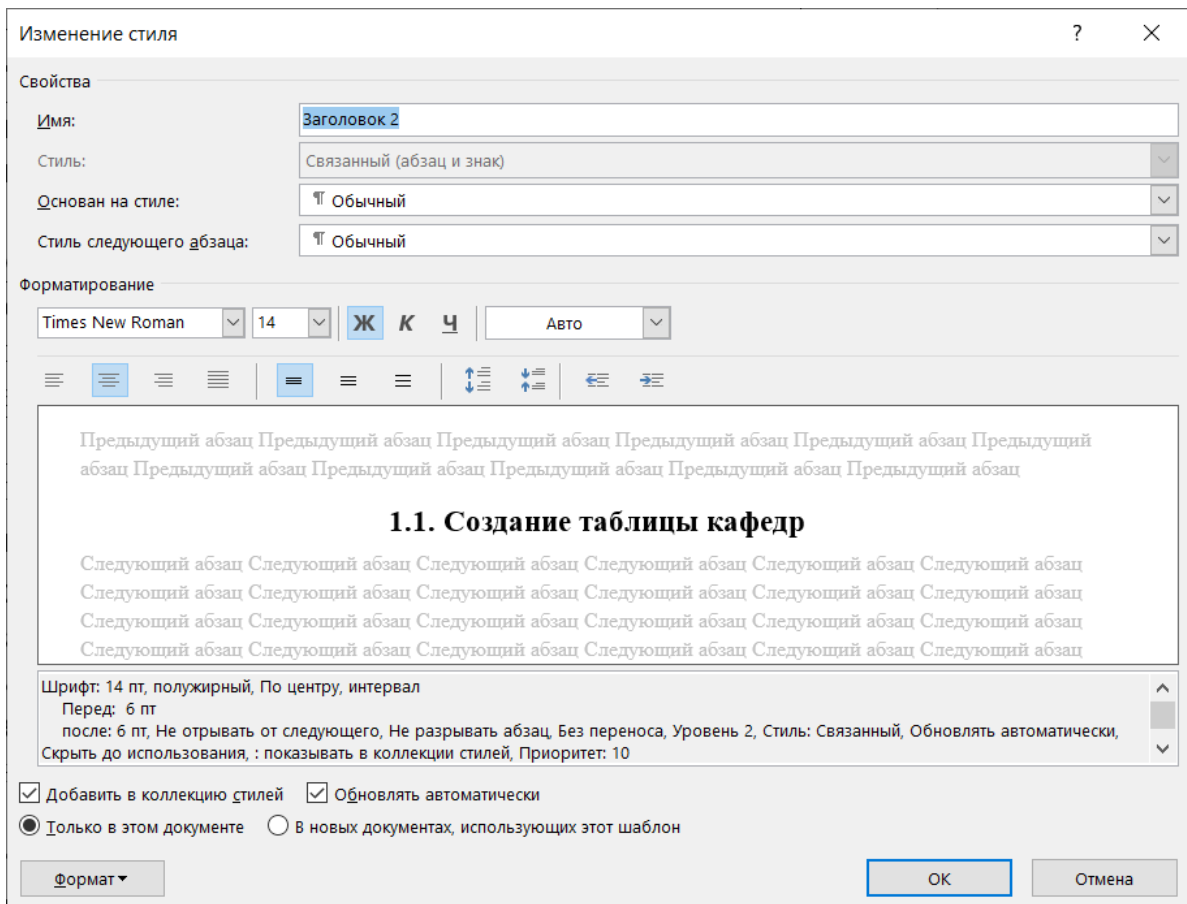 Изменение стиля ?
Свойства
Имя: Заголовок 2
Стиль: Связанный (абзац и знак)
Основан на стиле: ¶ Обычный
Стиль следующего абзаца: ¶ Обычный
Форматирование
Times New Roman 14 Ж К Ч Авто
Предыдущий абзац Предыдущий абзац Предыдущий абзац Предыдущий абзац Предыдущий абзац Предыдущий
абзац Предыдущий абзац Предыдущий абзац Предыдущий абзац Предыдущий абзац Предыдущий абзац
1.1. Создание таблицы кафедр
Следующий абзац Следующий абзац Следующий абзац Следующий абзац Следующий абзац Следующий абзац
Следующий абзац Следующий абзац Следующий абзац Следующий абзац Следующий абзац Следующий абзац
Следующий абзац Следующий абзац Следующий абзац Следующий абзац Следующий абзац Следующий абзац
Следующий абзац Следующий абзац Следующий абзац Следующий абзац Следующий абзац Следующий абзац
Шрифт: 14 пт, полужирный, По центру, интервал
Перед: 6 пт
после: 6 пт, Не отрывать от следующего, Не разрывать абзац, Без переноса, Уровень 2, Стиль: Связанный, Обновлять автоматически,
Скрыть до использования, : показывать в коллекции стилей, Приоритет: 10
Добавить в коллекцию стилей Обновлять автоматически
Только в этом документе В новых документах, использующих этот шаблон
Формат OK Отмена